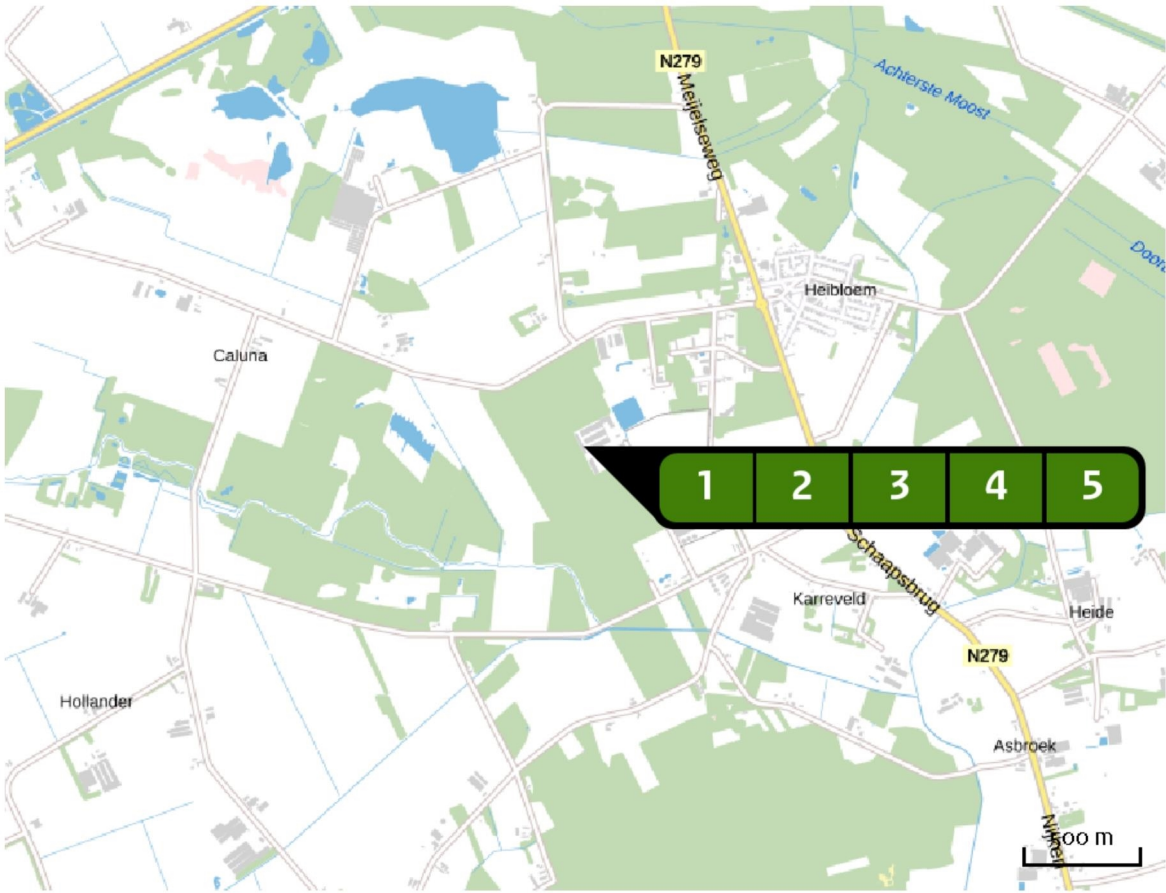 N279
Meijelseweg
Achterste Moost
Heibloem
Caluna
1 2 3 4 5
Schaapsbrug
Karreveld
Heide
N279
Hollander
Asbroek